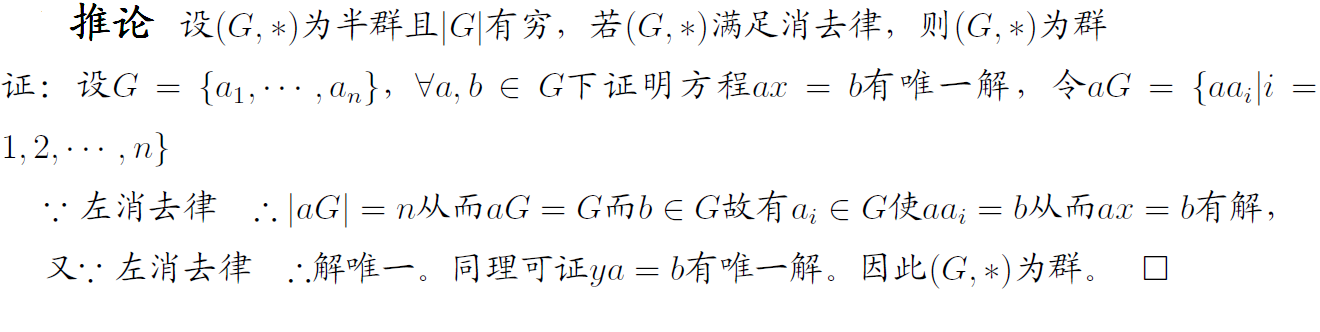 推论 设(G, ∗)为半群且|G|有穷，若(G, ∗)满足消去律，则(G, ∗)为群
证：设G = {a₁, ⋯ , aₙ}，∀a, b ∈ G下证明方程ax = b有唯一解，令aG = {aaᵢ|i =
1, 2, ⋯ , n}
∵ 左消去律 ∴ |aG| = n从而aG = G而b ∈ G故有aᵢ ∈ G使aaᵢ = b从而ax = b有解，
又∵ 左消去律 ∴解唯一。同理可证ya = b有唯一解。因此(G, ∗)为群。 □